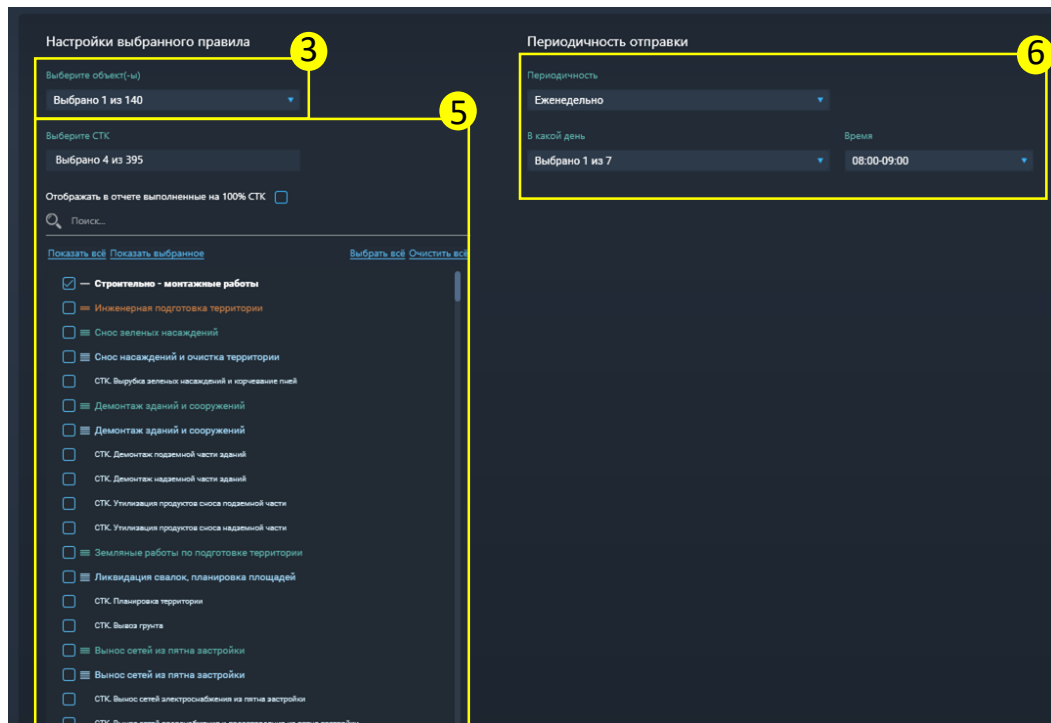 Настройки выбранного правила
3
Выберите объект(-ы)
Выбрано 1 из 140
5
Выберите СТК
Выбрано 4 из 395
Отображать в отчете выполненные на 100% СТК
Поиск...
Показать всё Показать выбранное Выбрать всё Очистить всё
Строительно - монтажные работы
Инженерная подготовка территории
Снос зеленых насаждений
Снос насаждений и очистка территории
СТК. Вырубка зеленых насаждений и корчевание пней
Демонтаж зданий и сооружений
Демонтаж зданий и сооружений
СТК. Демонтаж подземной части зданий
СТК. Демонтаж надземной части зданий
СТК. Утилизация продуктов сноса подземной части
СТК. Утилизация продуктов сноса надземной части
Земляные работы по подготовке территории
Ликвидация свалок, планировка площадей
СТК. Планировка территории
СТК. Вывоз грунта
Вынос сетей из пятна застройки
Вынос сетей из пятна застройки
СТК. Вынос сетей электроснабжения из пятна застройки
Периодичность отправки
6
Периодичность
Еженедельно
В какой день Время
Выбрано 1 из 7 08:00-09:00